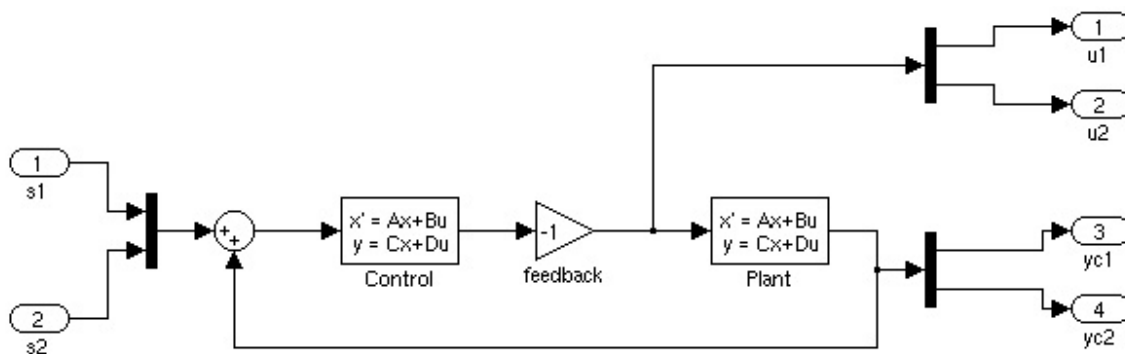 1
u1
2
u2
1
s1
+
+
x' = Ax+Bu
y = Cx+Du
Control
-1
feedback
x' = Ax+Bu
y = Cx+Du
Plant
2
s2
3
yc1
4
yc2